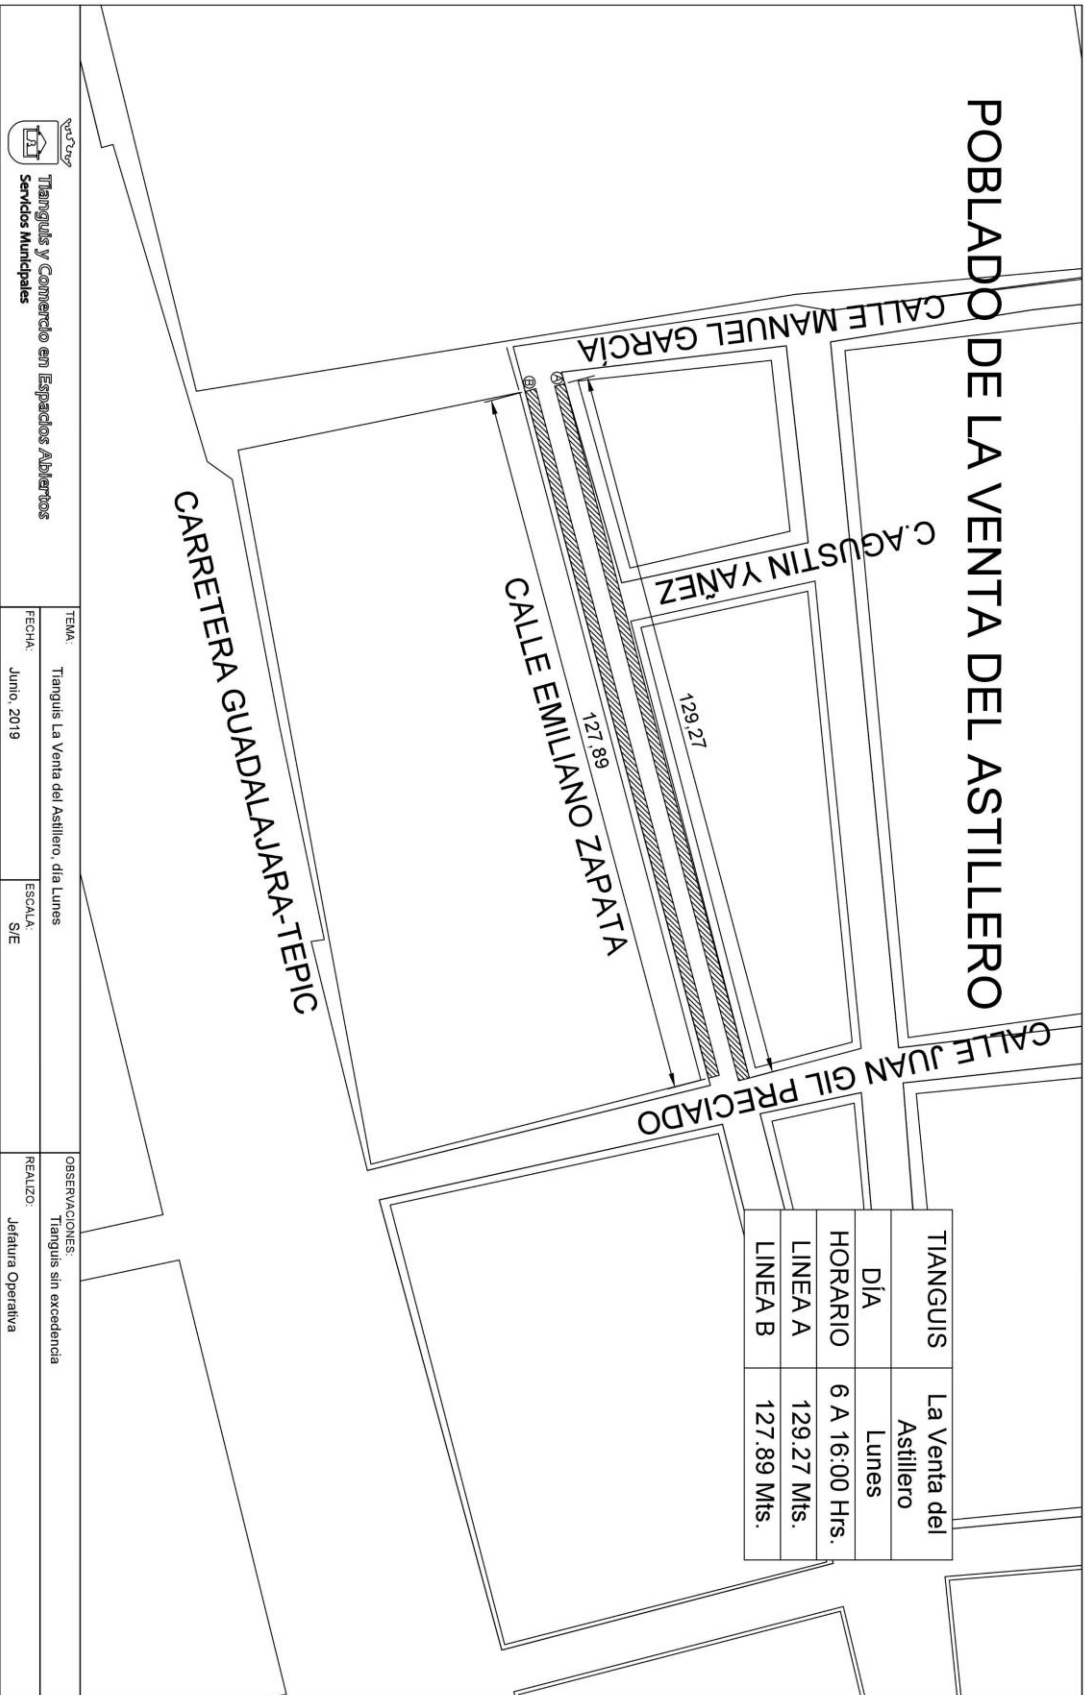 POBLADO DE LA VENTA DEL ASTILLERO
CALLE MANUEL GARCÍA
C.AGUSTIN YAÑEZ
CALLE JUAN GIL PRECIADO
A
B
129,27
127,89
CALLE EMILIANO ZAPATA
CARRETERA GUADALAJARA-TEPIC
TIANGUIS La Venta del
Astillero
DÍA Lunes
HORARIO 6 A 16:00 Hrs.
LINEA A 129.27 Mts.
LINEA B 127.89 Mts.
Tianguis y Comercio en Espacios Abiertos
Servicios Municipales
TEMA:
Tianguis La Venta del Astillero, día Lunes
FECHA:
Junio, 2019
ESCALA:
S/E
OBSERVACIONES:
Tianguis sin excedencia
REALIZO:
Jefatura Operativa